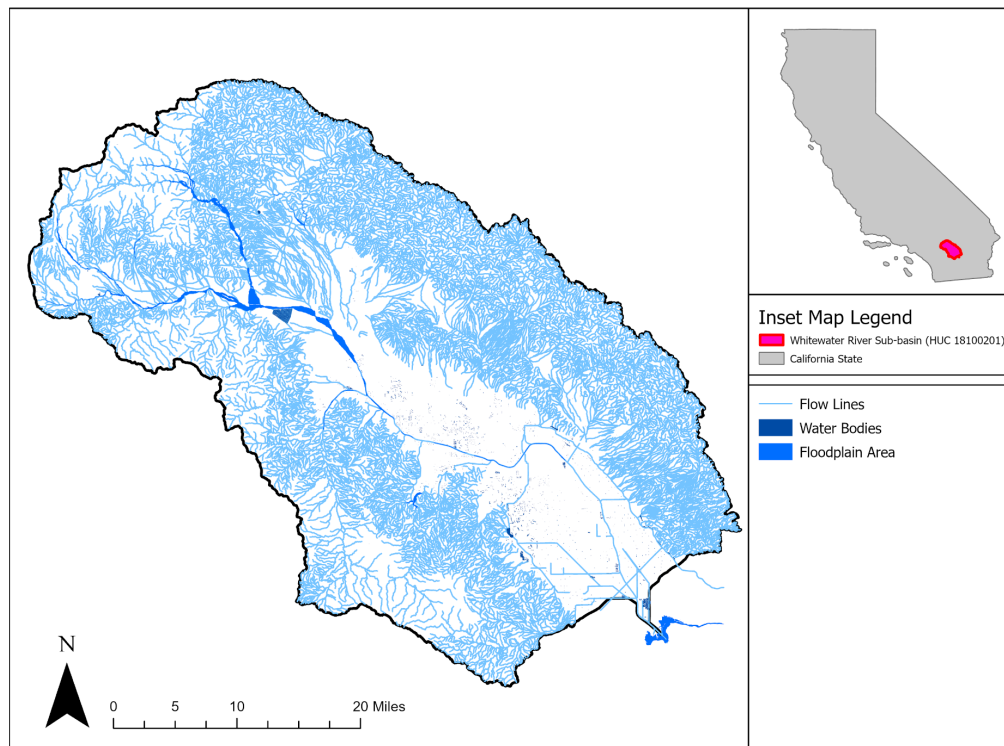 Inset Map Legend
Whitewater River Sub-basin (HUC 18100201)
California State
Flow Lines
Water Bodies
Floodplain Area
N
0 5 10 20 Miles